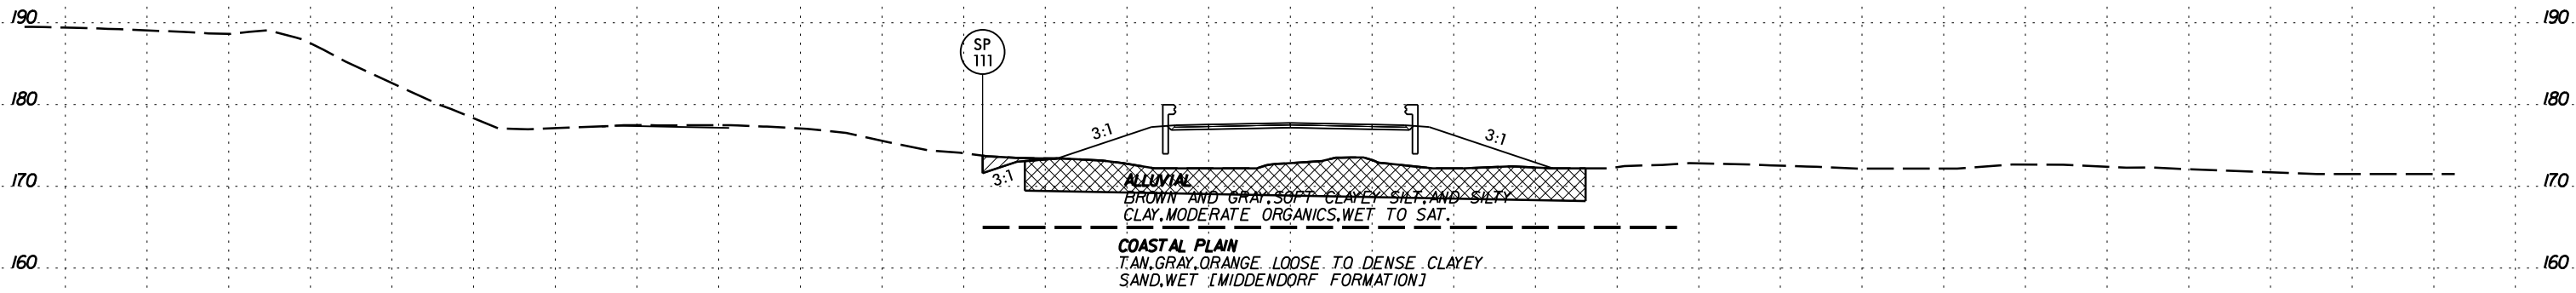 190
190
SP
111
180
180
3:1
3:1
170
170
3:1
ALLUVIAL
BROWN AND GRAY,SOFT CLAYEY SILT,AND SILTY
CLAY,MODERATE ORGANICS,WET TO SAT.
COASTAL PLAIN
160
TAN,GRAY,ORANGE LOOSE TO DENSE CLAYEY
160
SAND,WET [MIDDENDORF FORMATION]